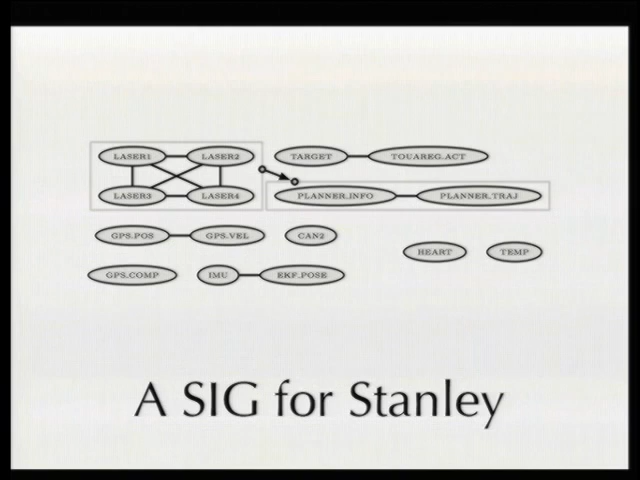 LASER1 LASER2 TARGET TOUAREG.ACT
LASER3 LASER4 PLANNER.INFO PLANNER.TRAJ
GPS.POS GPS.VEL CAN2
HEART TEMP
GPS.COMP IMU EKF.POSE
A SIG for Stanley